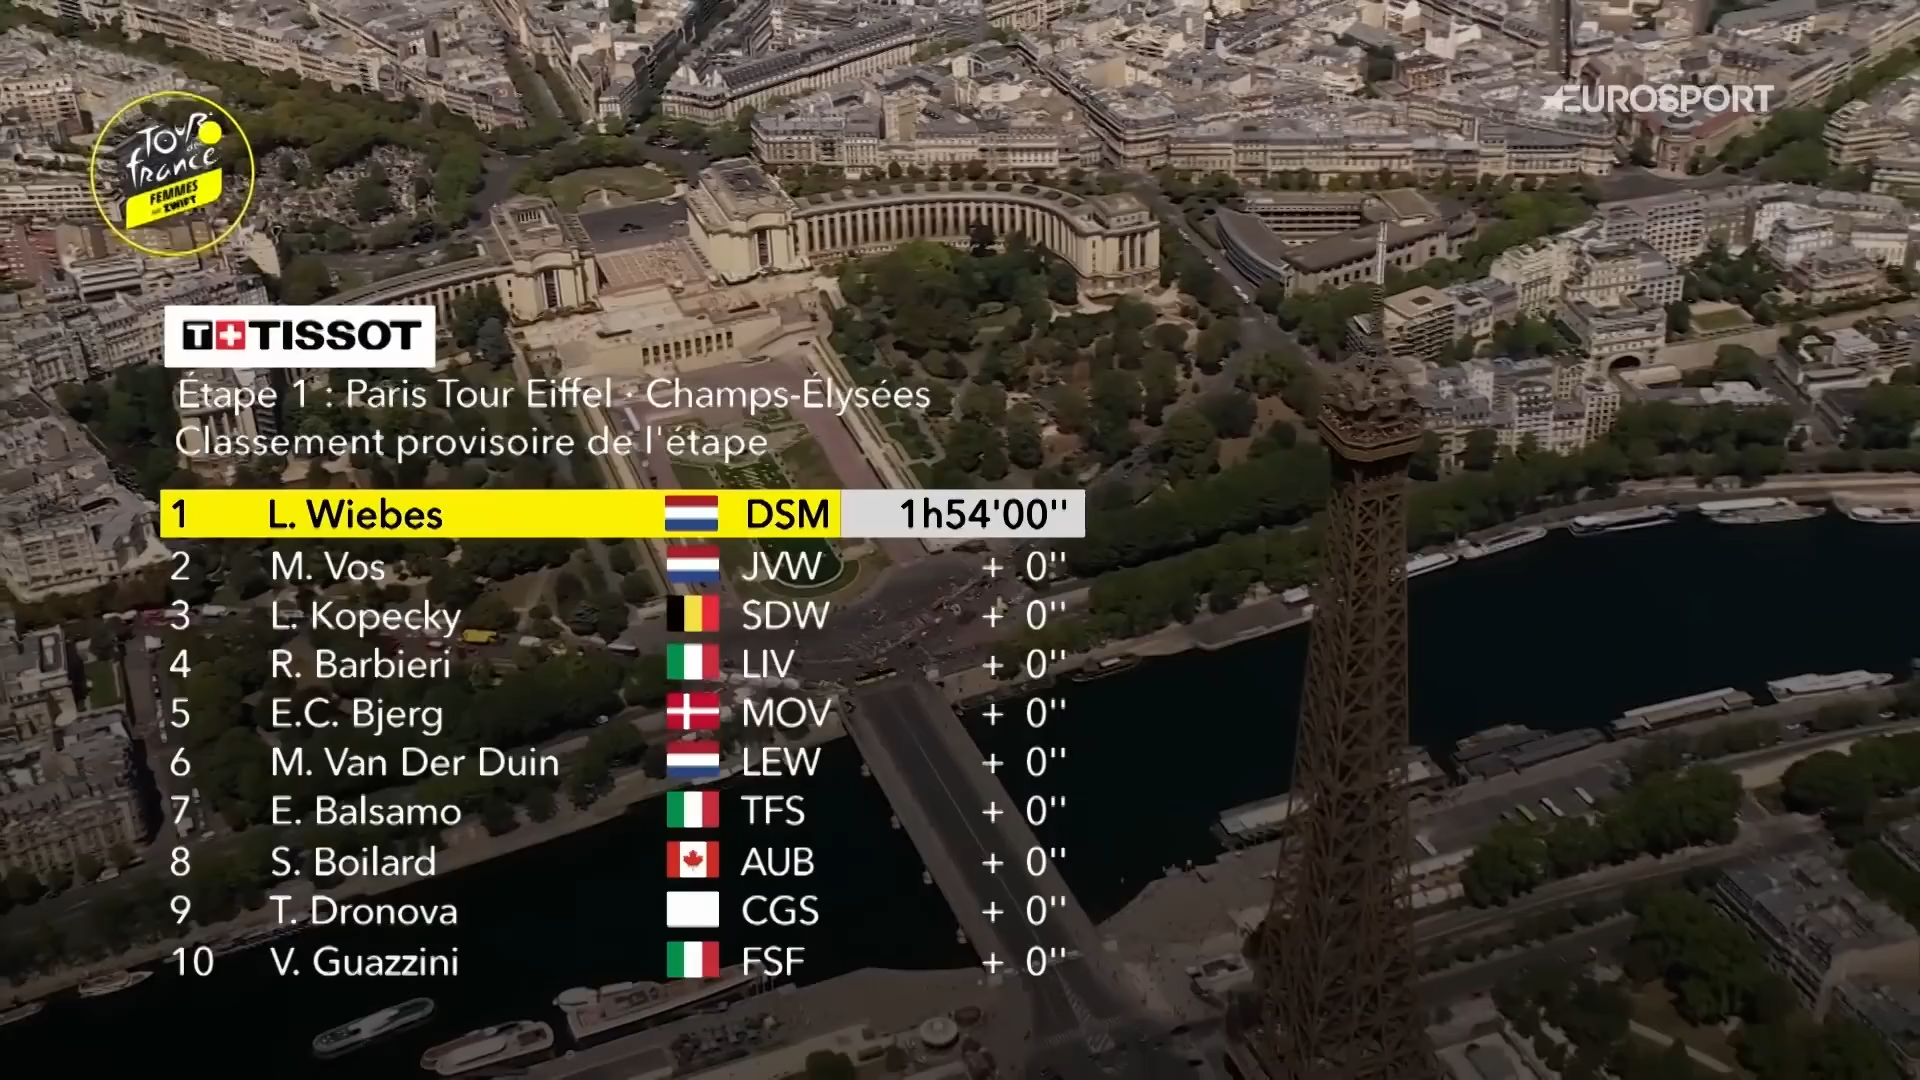 EUROSPORT
TOUR de france
FEMMES
avec ZWIFT
T+TISSOT
Étape 1 : Paris Tour Eiffel · Champs-Élysées
Classement provisoire de l'étape
1 L. Wiebes DSM 1h54'00''
2 M. Vos JVW + 0''
3 L. Kopecky SDW + 0''
4 R. Barbieri LIV + 0''
5 E.C. Bjerg MOV + 0''
6 M. Van Der Duin LEW + 0''
7 E. Balsamo TFS + 0''
8 S. Boilard AUB + 0''
9 T. Dronova CGS + 0''
10 V. Guazzini FSF + 0''